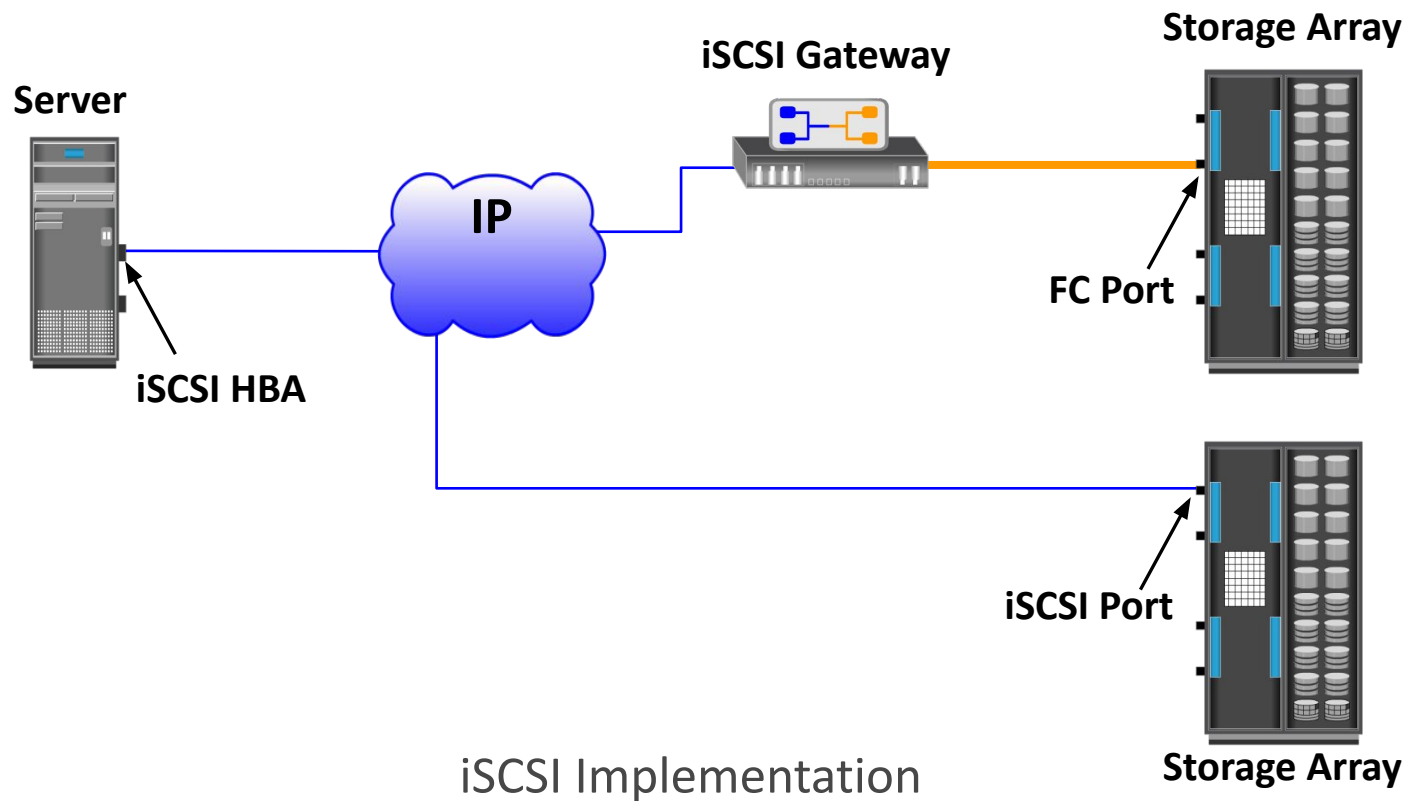 Storage Array
iSCSI Gateway
Server
IP
FC Port
iSCSI HBA
iSCSI Port
Storage Array
iSCSI Implementation